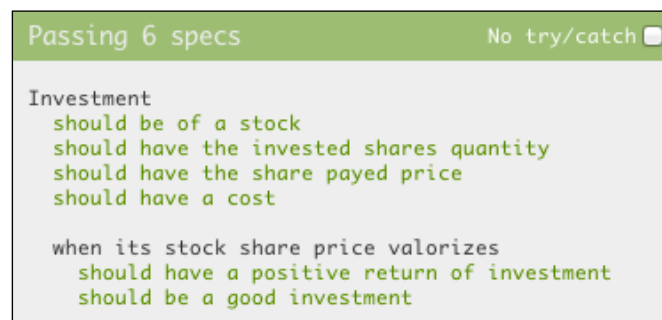 Passing 6 specs No try/catch
Investment
should be of a stock
should have the invested shares quantity
should have the share payed price
should have a cost
when its stock share price valorizes
should have a positive return of investment
should be a good investment